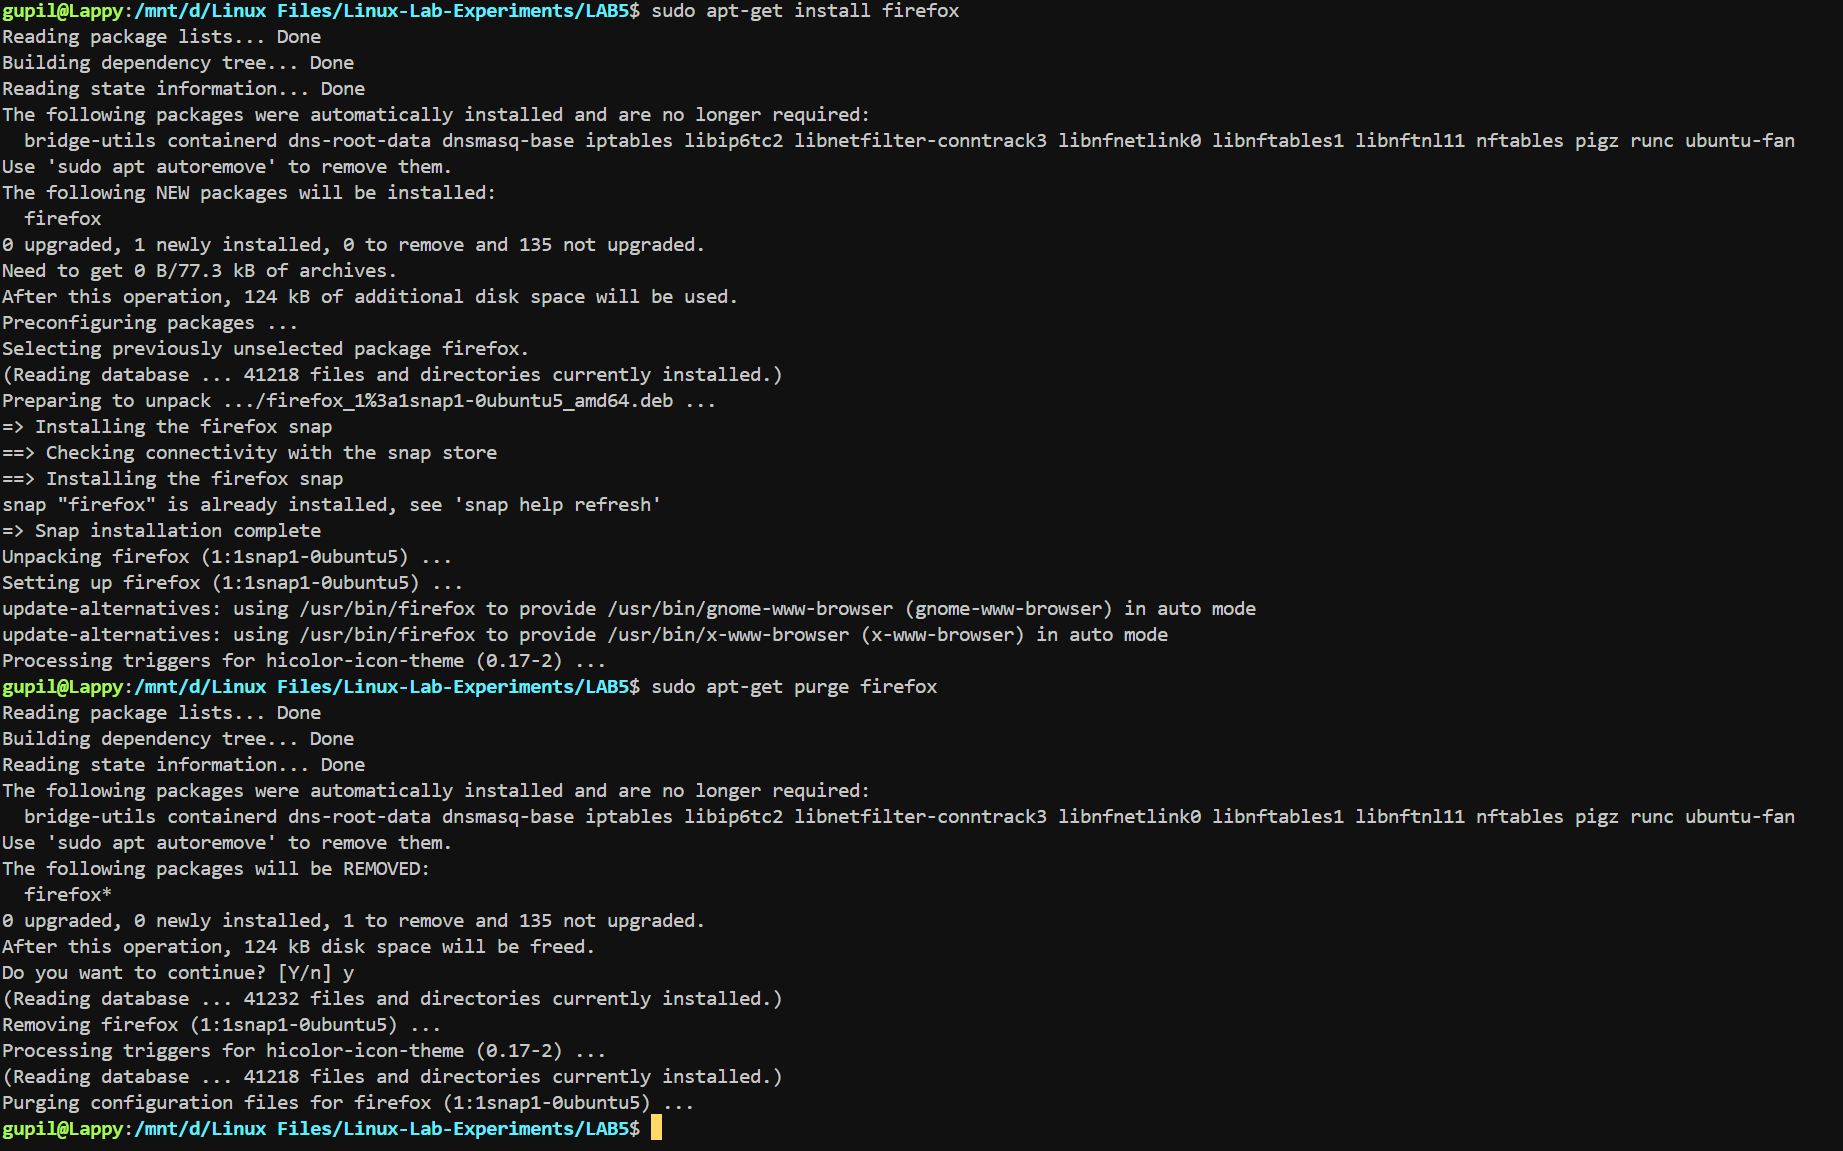 gupil@Lappy:/mnt/d/Linux Files/Linux-Lab-Experiments/LAB5$ sudo apt-get install firefox
Reading package lists... Done
Building dependency tree... Done
Reading state information... Done
The following packages were automatically installed and are no longer required:
  bridge-utils containerd dns-root-data dnsmasq-base iptables libip6tc2 libnetfilter-conntrack3 libnfnetlink0 libnftables1 libnftnl11 nftables pigz runc ubuntu-fan
Use 'sudo apt autoremove' to remove them.
The following NEW packages will be installed:
  firefox
0 upgraded, 1 newly installed, 0 to remove and 135 not upgraded.
Need to get 0 B/77.3 kB of archives.
After this operation, 124 kB of additional disk space will be used.
Preconfiguring packages ...
Selecting previously unselected package firefox.
(Reading database ... 41218 files and directories currently installed.)
Preparing to unpack .../firefox_1%3a1snap1-0ubuntu5_amd64.deb ...
=> Installing the firefox snap
==> Checking connectivity with the snap store
==> Installing the firefox snap
snap "firefox" is already installed, see 'snap help refresh'
=> Snap installation complete
Unpacking firefox (1:1snap1-0ubuntu5) ...
Setting up firefox (1:1snap1-0ubuntu5) ...
update-alternatives: using /usr/bin/firefox to provide /usr/bin/gnome-www-browser (gnome-www-browser) in auto mode
update-alternatives: using /usr/bin/firefox to provide /usr/bin/x-www-browser (x-www-browser) in auto mode
Processing triggers for hicolor-icon-theme (0.17-2) ...
gupil@Lappy:/mnt/d/Linux Files/Linux-Lab-Experiments/LAB5$ sudo apt-get purge firefox
Reading package lists... Done
Building dependency tree... Done
Reading state information... Done
The following packages were automatically installed and are no longer required:
  bridge-utils containerd dns-root-data dnsmasq-base iptables libip6tc2 libnetfilter-conntrack3 libnfnetlink0 libnftables1 libnftnl11 nftables pigz runc ubuntu-fan
Use 'sudo apt autoremove' to remove them.
The following packages will be REMOVED:
  firefox*
0 upgraded, 0 newly installed, 1 to remove and 135 not upgraded.
After this operation, 124 kB disk space will be freed.
Do you want to continue? [Y/n] y
(Reading database ... 41232 files and directories currently installed.)
Removing firefox (1:1snap1-0ubuntu5) ...
Processing triggers for hicolor-icon-theme (0.17-2) ...
(Reading database ... 41218 files and directories currently installed.)
Purging configuration files for firefox (1:1snap1-0ubuntu5) ...
gupil@Lappy:/mnt/d/Linux Files/Linux-Lab-Experiments/LAB5$